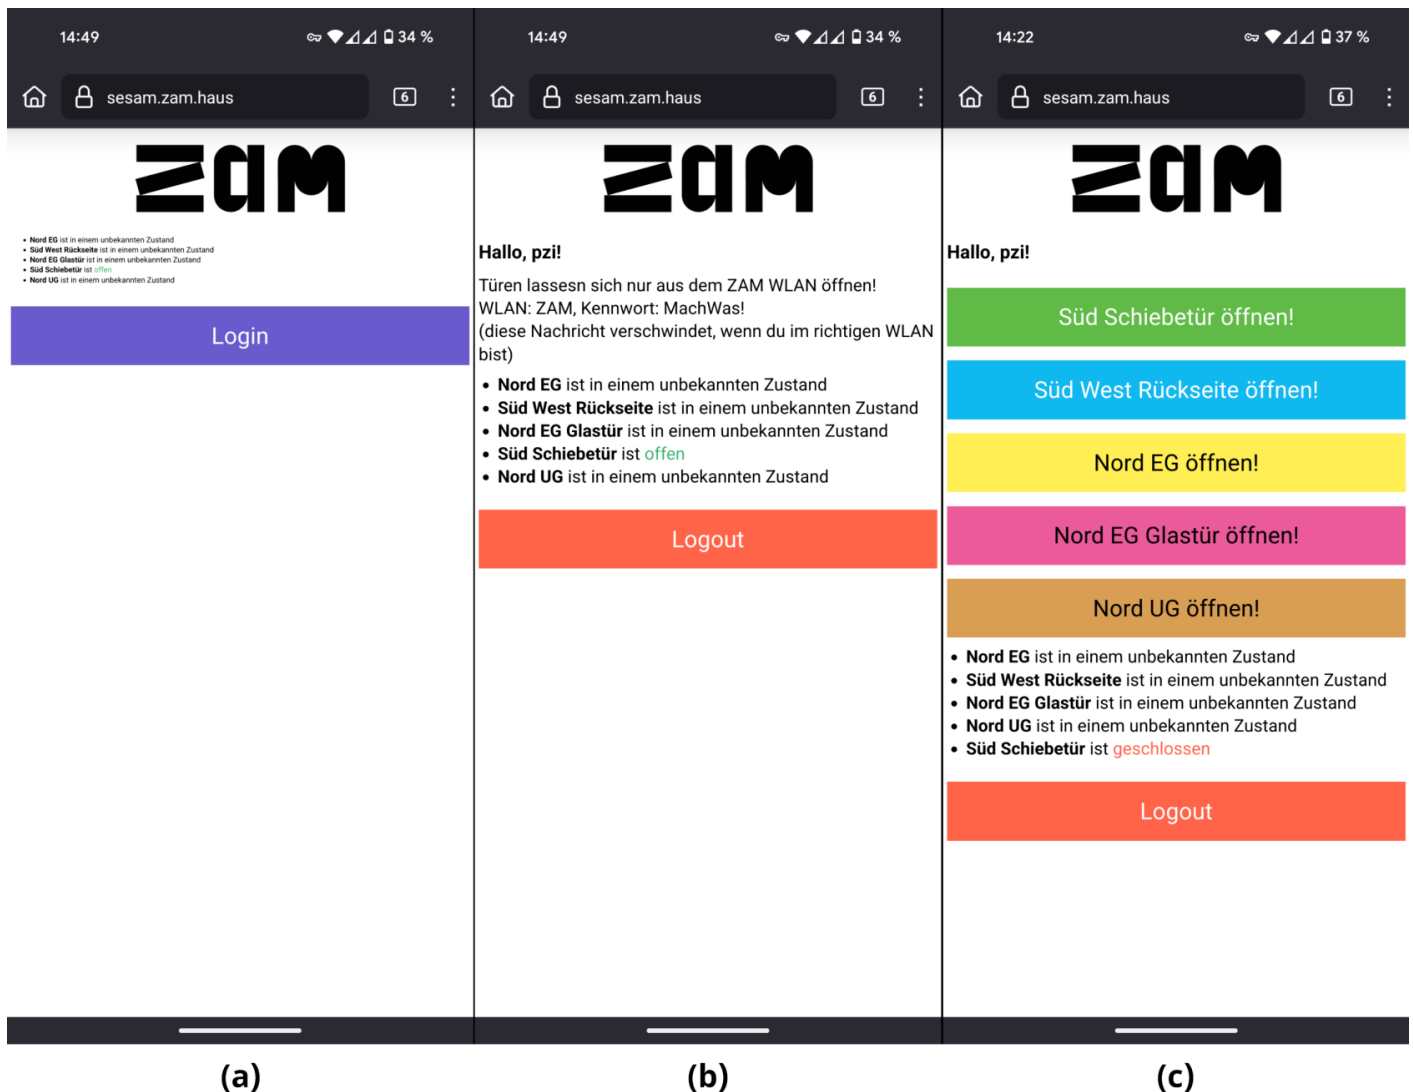 14:49
34 %
sesam.zam.haus
6
zam
Nord EG ist in einem unbekannten Zustand
Süd West Rückseite ist in einem unbekannten Zustand
Nord EG Glastür ist in einem unbekannten Zustand
Süd Schiebetür ist offen
Nord UG ist in einem unbekannten Zustand
Login
(a)
14:49
34 %
sesam.zam.haus
6
zam
Hallo, pzi!
Türen lassesn sich nur aus dem ZAM WLAN öffnen!
WLAN: ZAM, Kennwort: MachWas!
(diese Nachricht verschwindet, wenn du im richtigen WLAN
bist)
Nord EG ist in einem unbekannten Zustand
Süd West Rückseite ist in einem unbekannten Zustand
Nord EG Glastür ist in einem unbekannten Zustand
Süd Schiebetür ist offen
Nord UG ist in einem unbekannten Zustand
Logout
(b)
14:22
37 %
sesam.zam.haus
6
zam
Hallo, pzi!
Süd Schiebetür öffnen!
Süd West Rückseite öffnen!
Nord EG öffnen!
Nord EG Glastür öffnen!
Nord UG öffnen!
Nord EG ist in einem unbekannten Zustand
Süd West Rückseite ist in einem unbekannten Zustand
Nord EG Glastür ist in einem unbekannten Zustand
Nord UG ist in einem unbekannten Zustand
Süd Schiebetür ist geschlossen
Logout
(c)